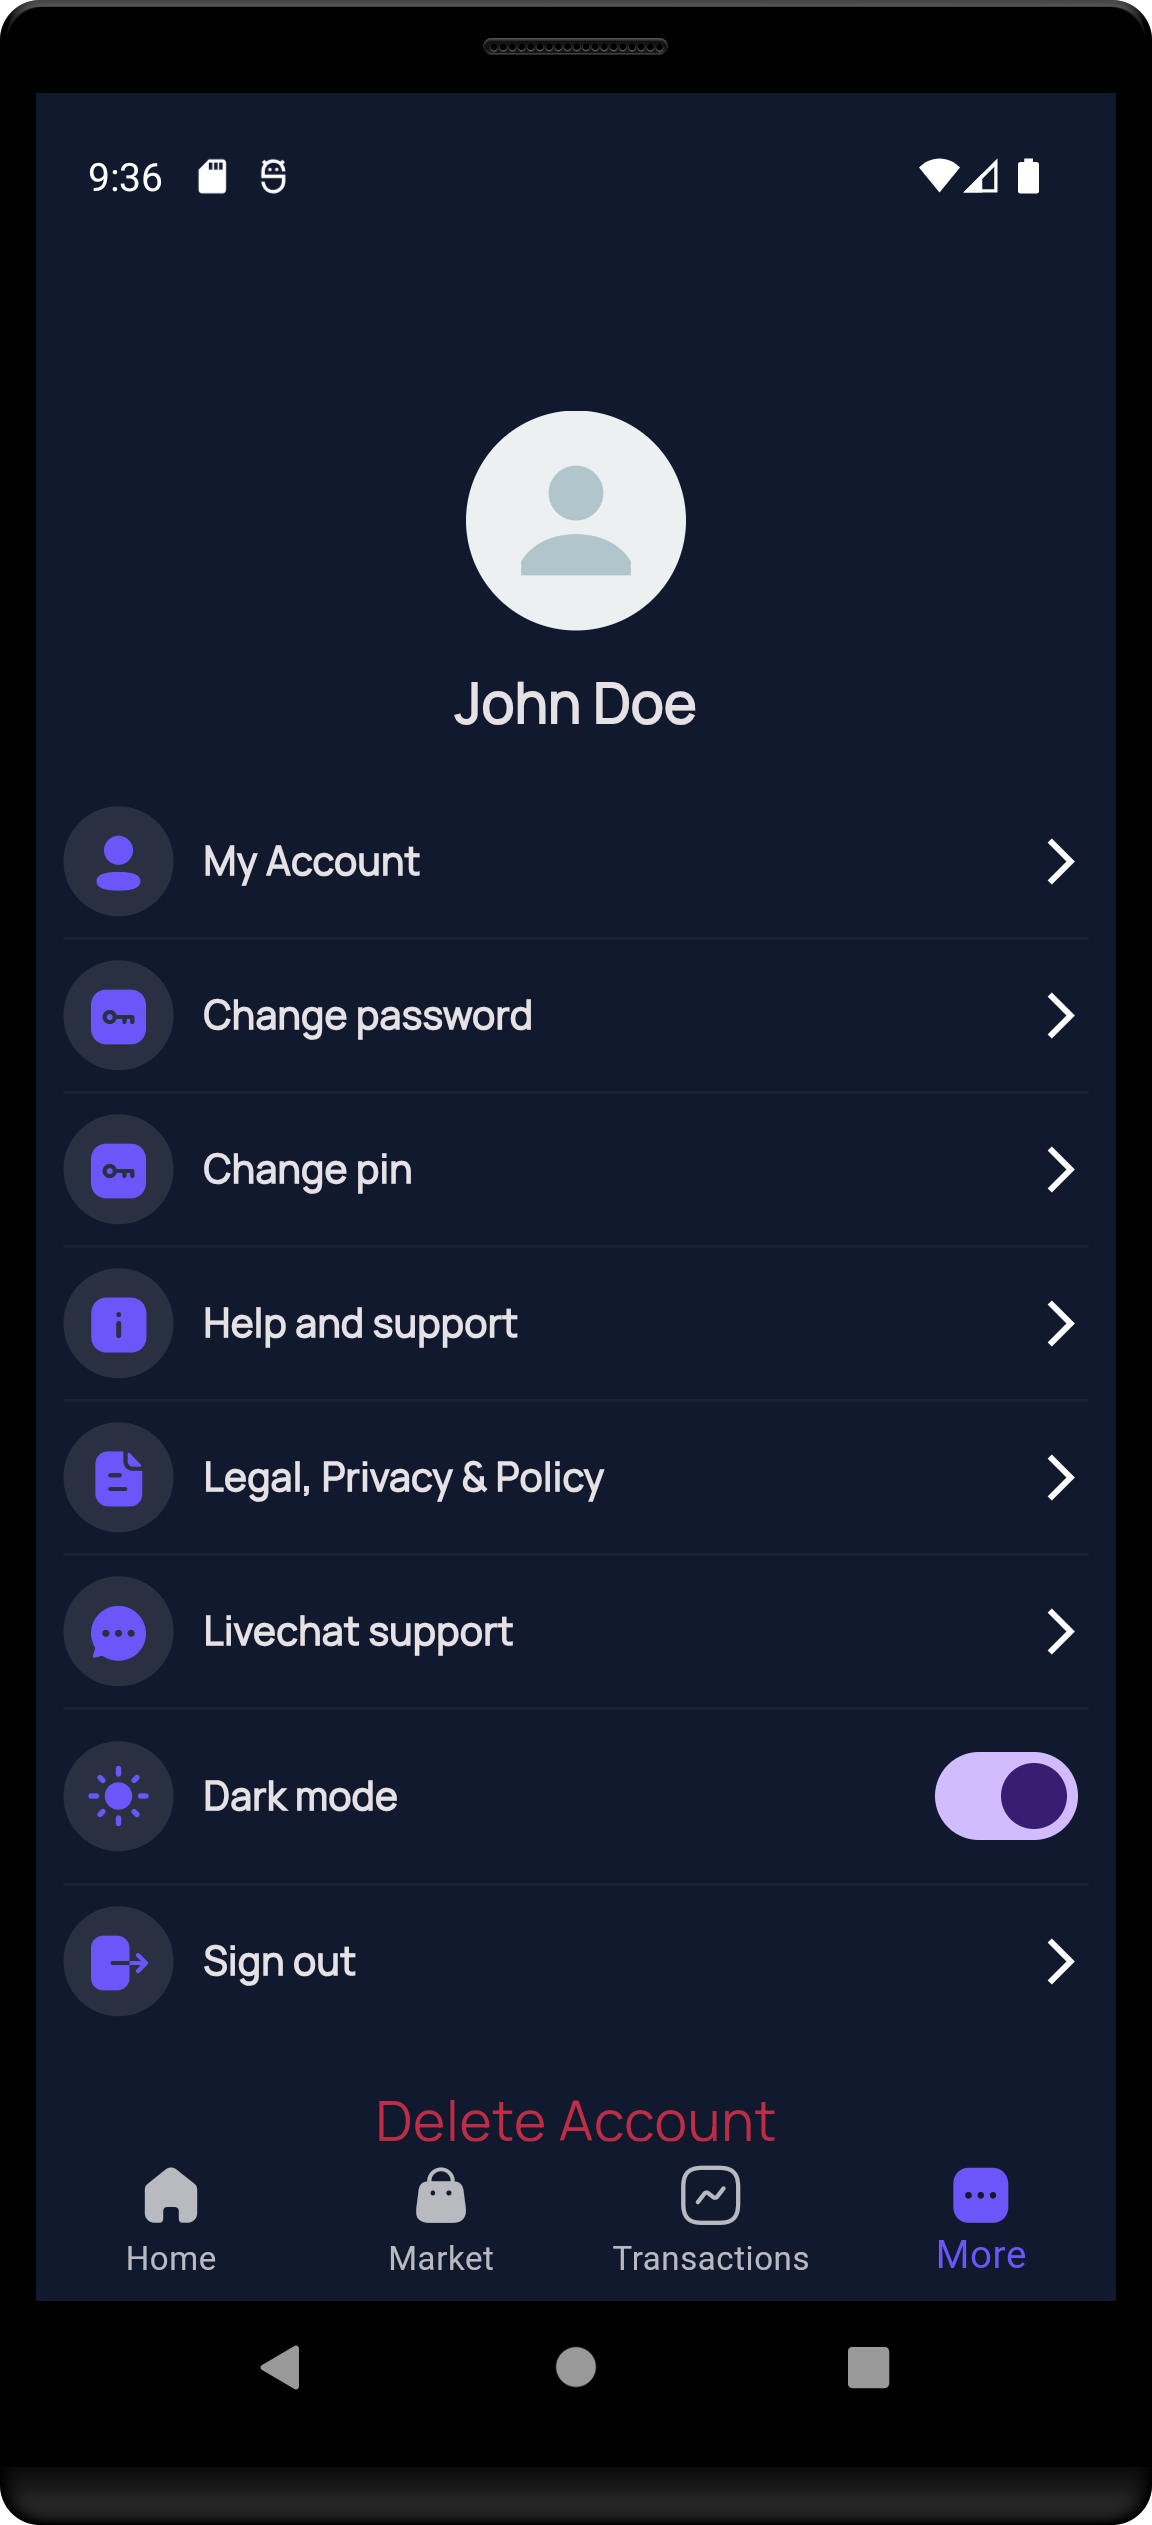 9:36
John Doe
My Account
Change password
Change pin
Help and support
Legal, Privacy & Policy
Livechat support
Dark mode
Sign out
Delete Account
Home Market Transactions More